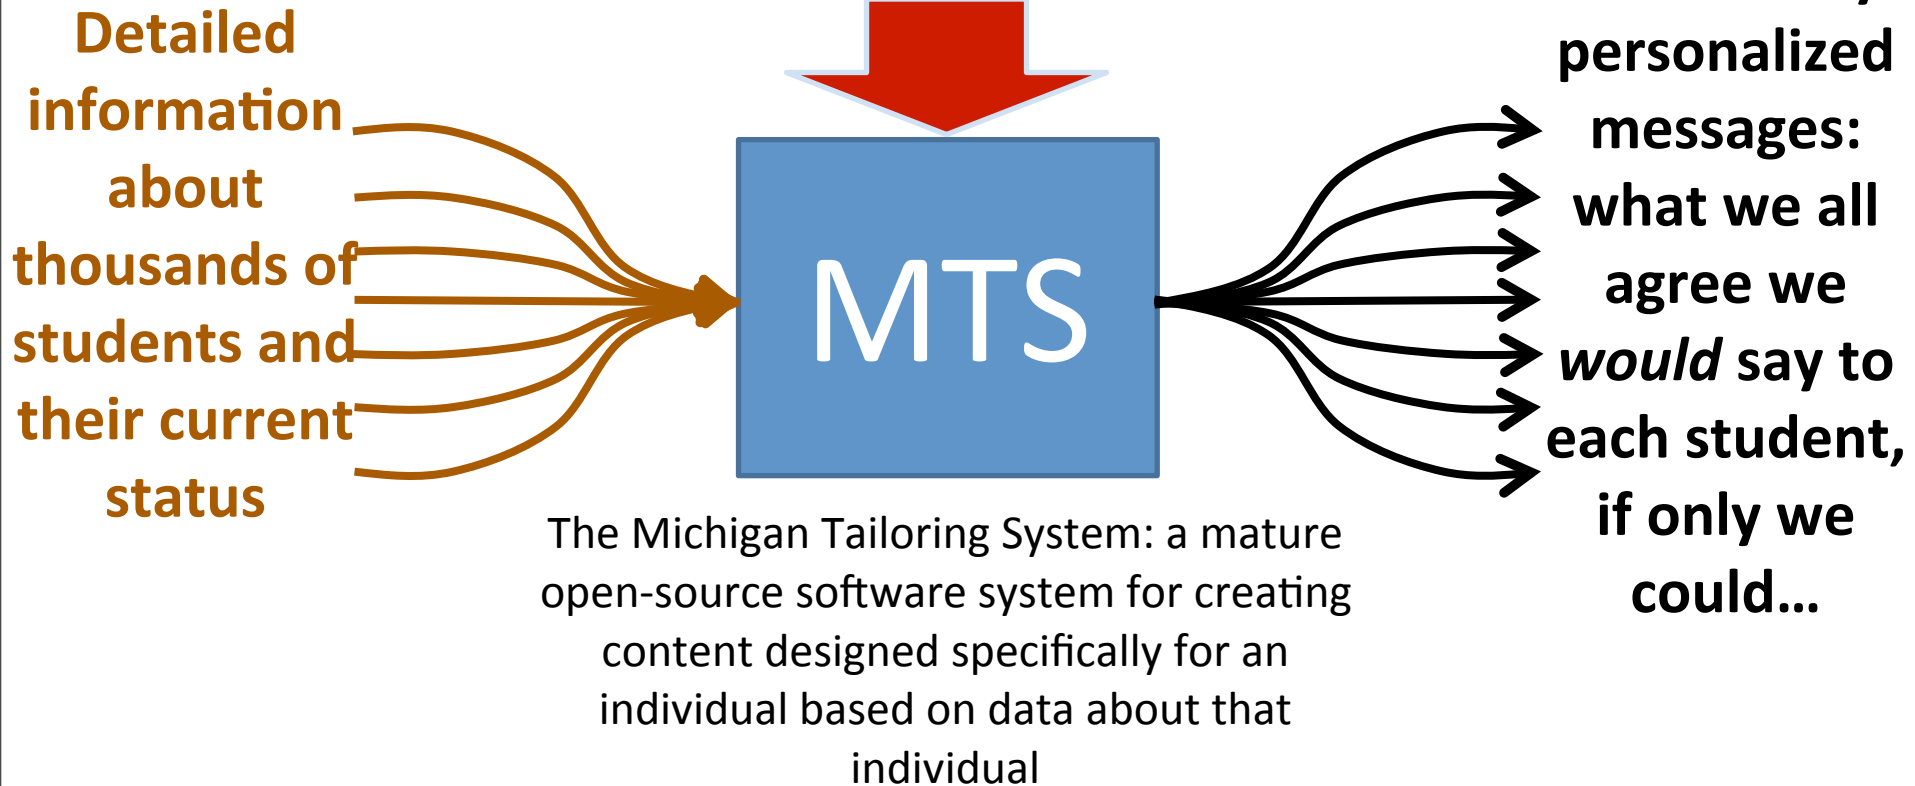 Detailed
information
about
thousands of
students and
their current
status
MTS
The Michigan Tailoring System: a mature
open-source software system for creating
content designed specifically for an
individual based on data about that
individual
personalized
messages:
what we all
agree we
would say to
each student,
if only we
could…